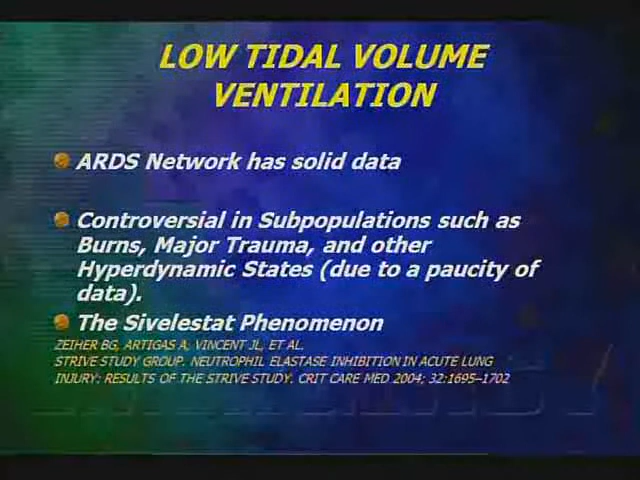 LOW TIDAL VOLUME
VENTILATION
ARDS Network has solid data
Controversial in Subpopulations such as
Burns, Major Trauma, and other
Hyperdynamic States (due to a paucity of
data).
The Sivelestat Phenomenon
ZEIHER BG, ARTIGAS A, VINCENT JL, ET AL.
STRIVE STUDY GROUP. NEUTROPHIL ELASTASE INHIBITION IN ACUTE LUNG
INJURY: RESULTS OF THE STRIVE STUDY. CRIT CARE MED 2004; 32:1695–1702